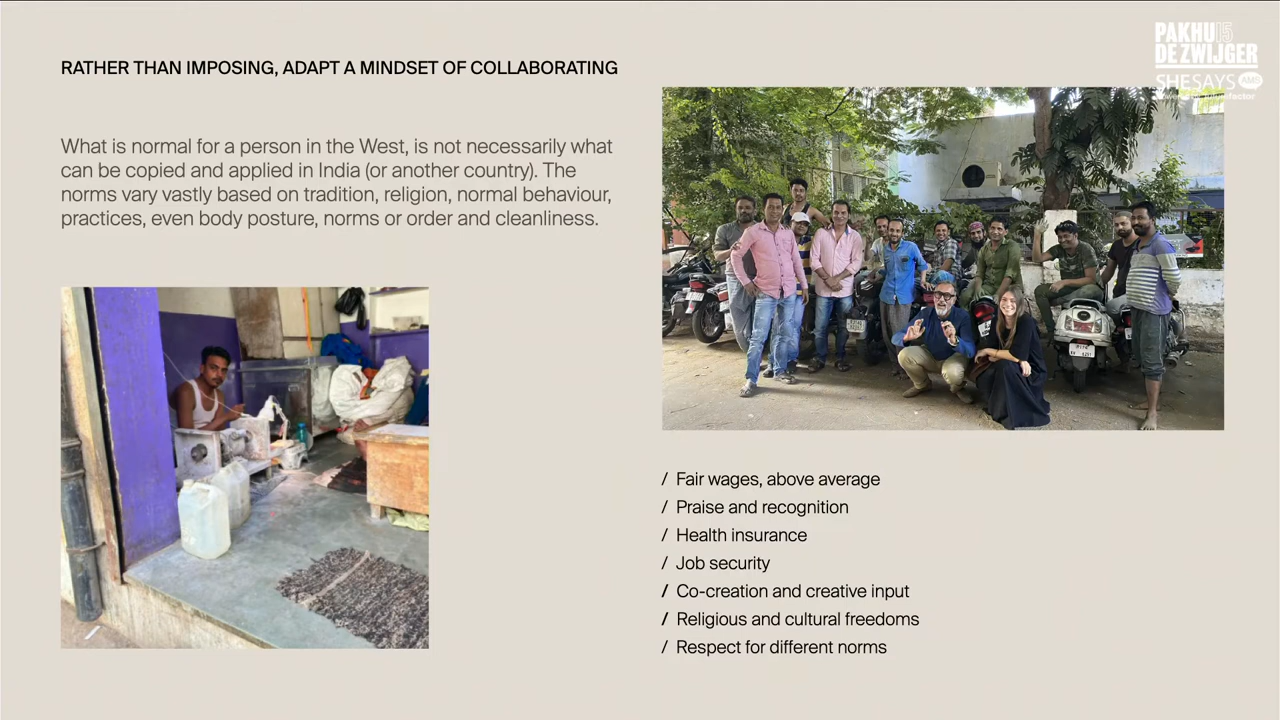 RATHER THAN IMPOSING, ADAPT A MINDSET OF COLLABORATING
What is normal for a person in the West, is not necessarily what
can be copied and applied in India (or another country). The
norms vary vastly based on tradition, religion, normal behaviour,
practices, even body posture, norms or order and cleanliness.
PAKHUIS
DE ZWIJGER
SHESAYS AMS
/ Fair wages, above average
/ Praise and recognition
/ Health insurance
/ Job security
/ Co-creation and creative input
/ Religious and cultural freedoms
/ Respect for different norms